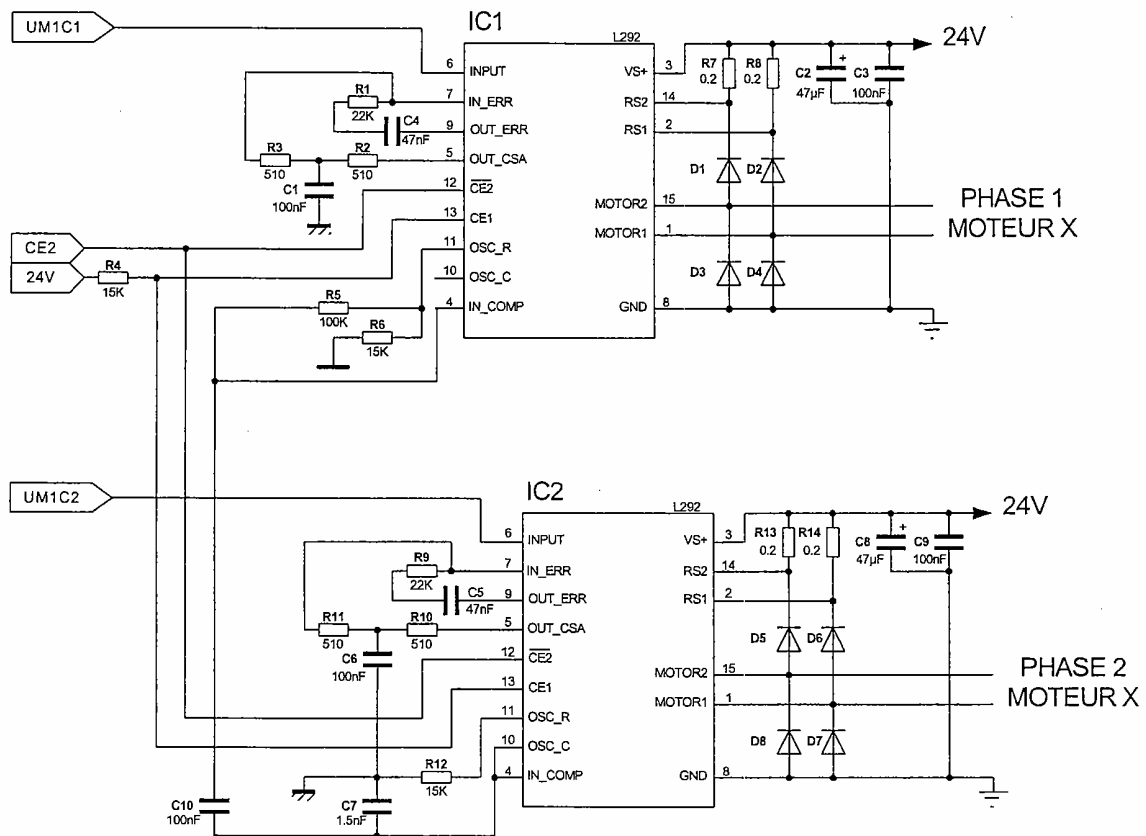 UM1C1
IC1
L292
24V
R7
0.2
R8
0.2
C2
47µF
+
C3
100nF
6 INPUT
VS+ 3
R1
22K
7 IN_ERR
RS2 14
C4
47nF
9 OUT_ERR
RS1 2
R3
510
R2
510
5 OUT_CSA
D1
D2
C1
100nF
12 CE2
MOTOR2 15
PHASE 1
MOTEUR X
13 CE1
MOTOR1 1
CE2
24V
R4
15K
11 OSC_R
D3
D4
10 OSC_C
R5
100K
4 IN_COMP
GND 8
R6
15K
UM1C2
IC2
L292
24V
R13
0.2
R14
0.2
C8
47µF
+
C9
100nF
6 INPUT
VS+ 3
R9
22K
7 IN_ERR
RS2 14
C5
47nF
9 OUT_ERR
RS1 2
R11
510
R10
510
5 OUT_CSA
D5
D6
C6
100nF
12 CE2
MOTOR2 15
PHASE 2
MOTEUR X
13 CE1
MOTOR1 1
11 OSC_R
10 OSC_C
D8
D7
R12
15K
4 IN_COMP
GND 8
C10
100nF
C7
1.5nF